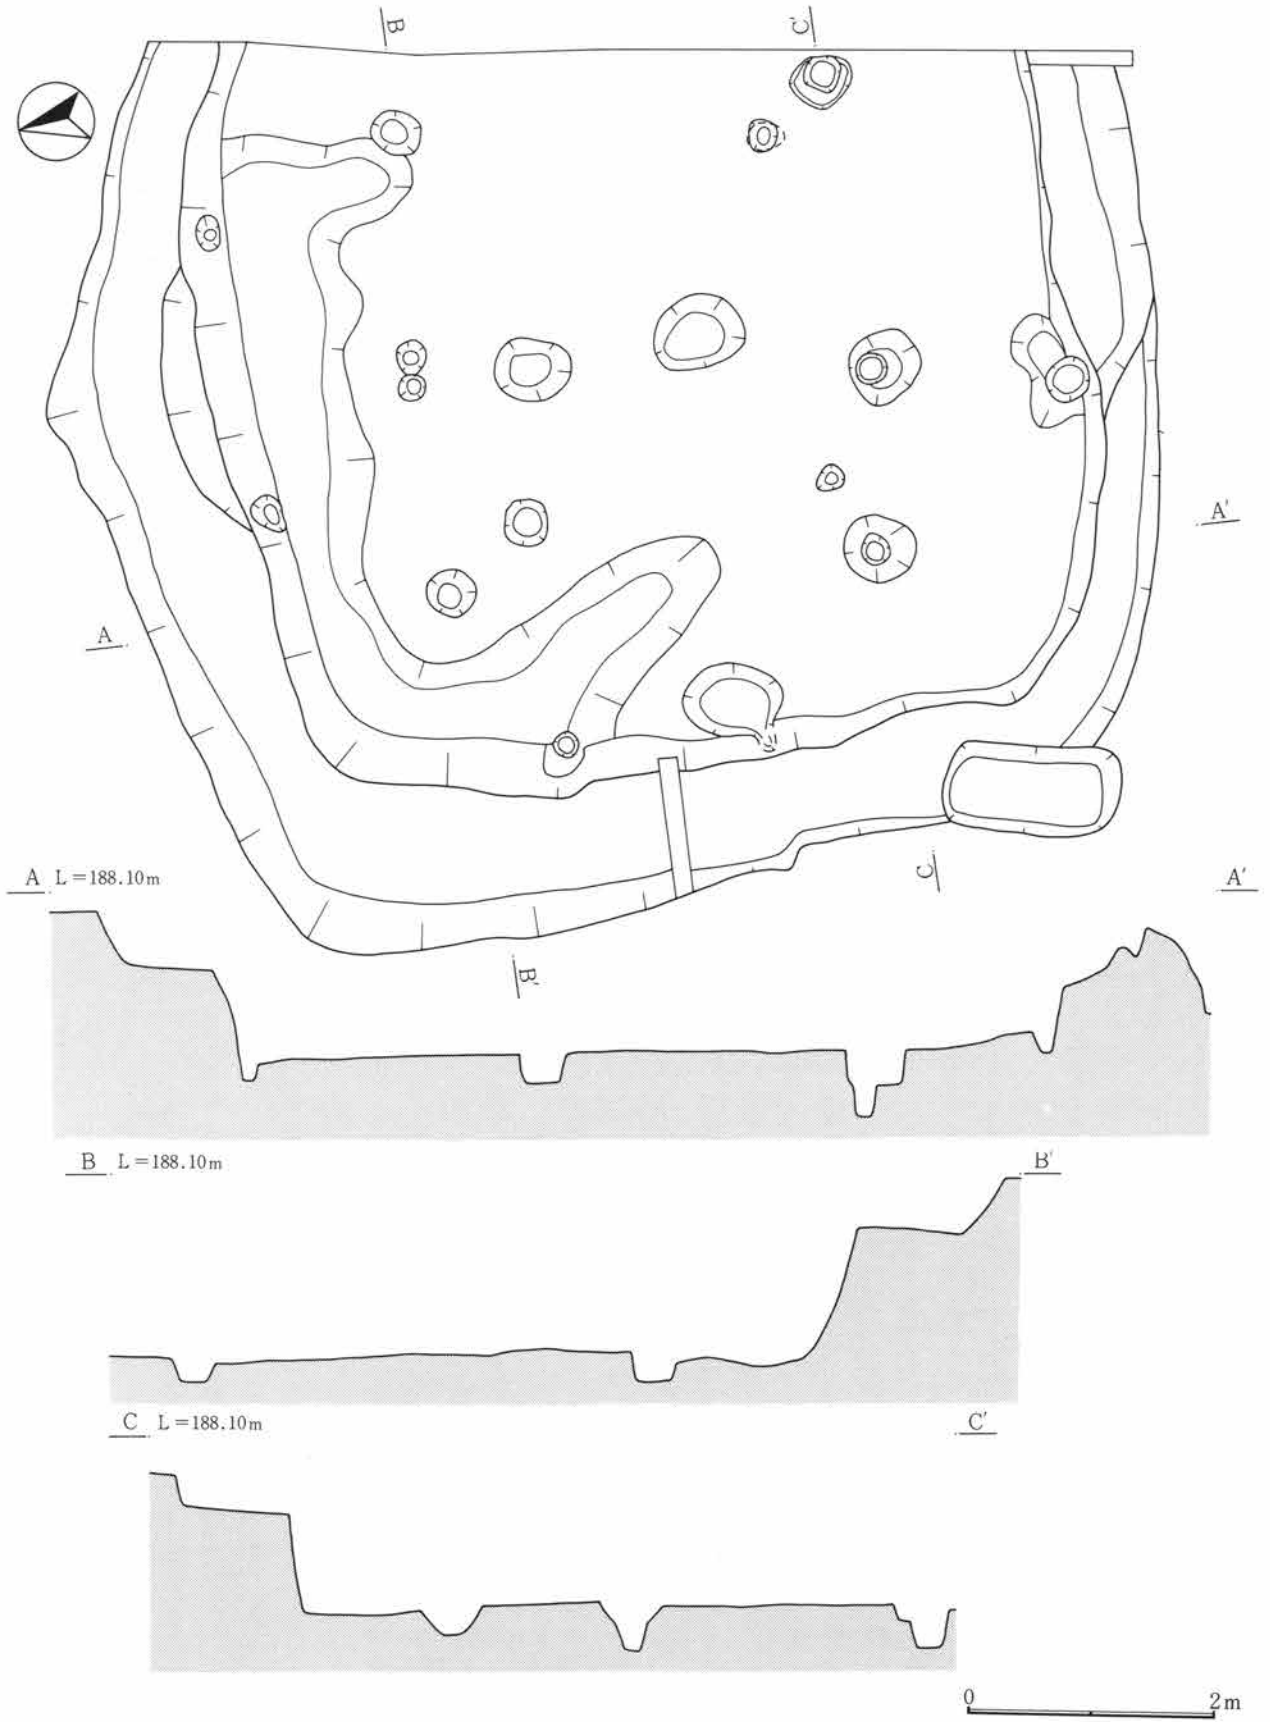 B C'
A'
A
C
A L=188.10m A'
B'
B L=188.10m B'
C L=188.10m C'
0 2m